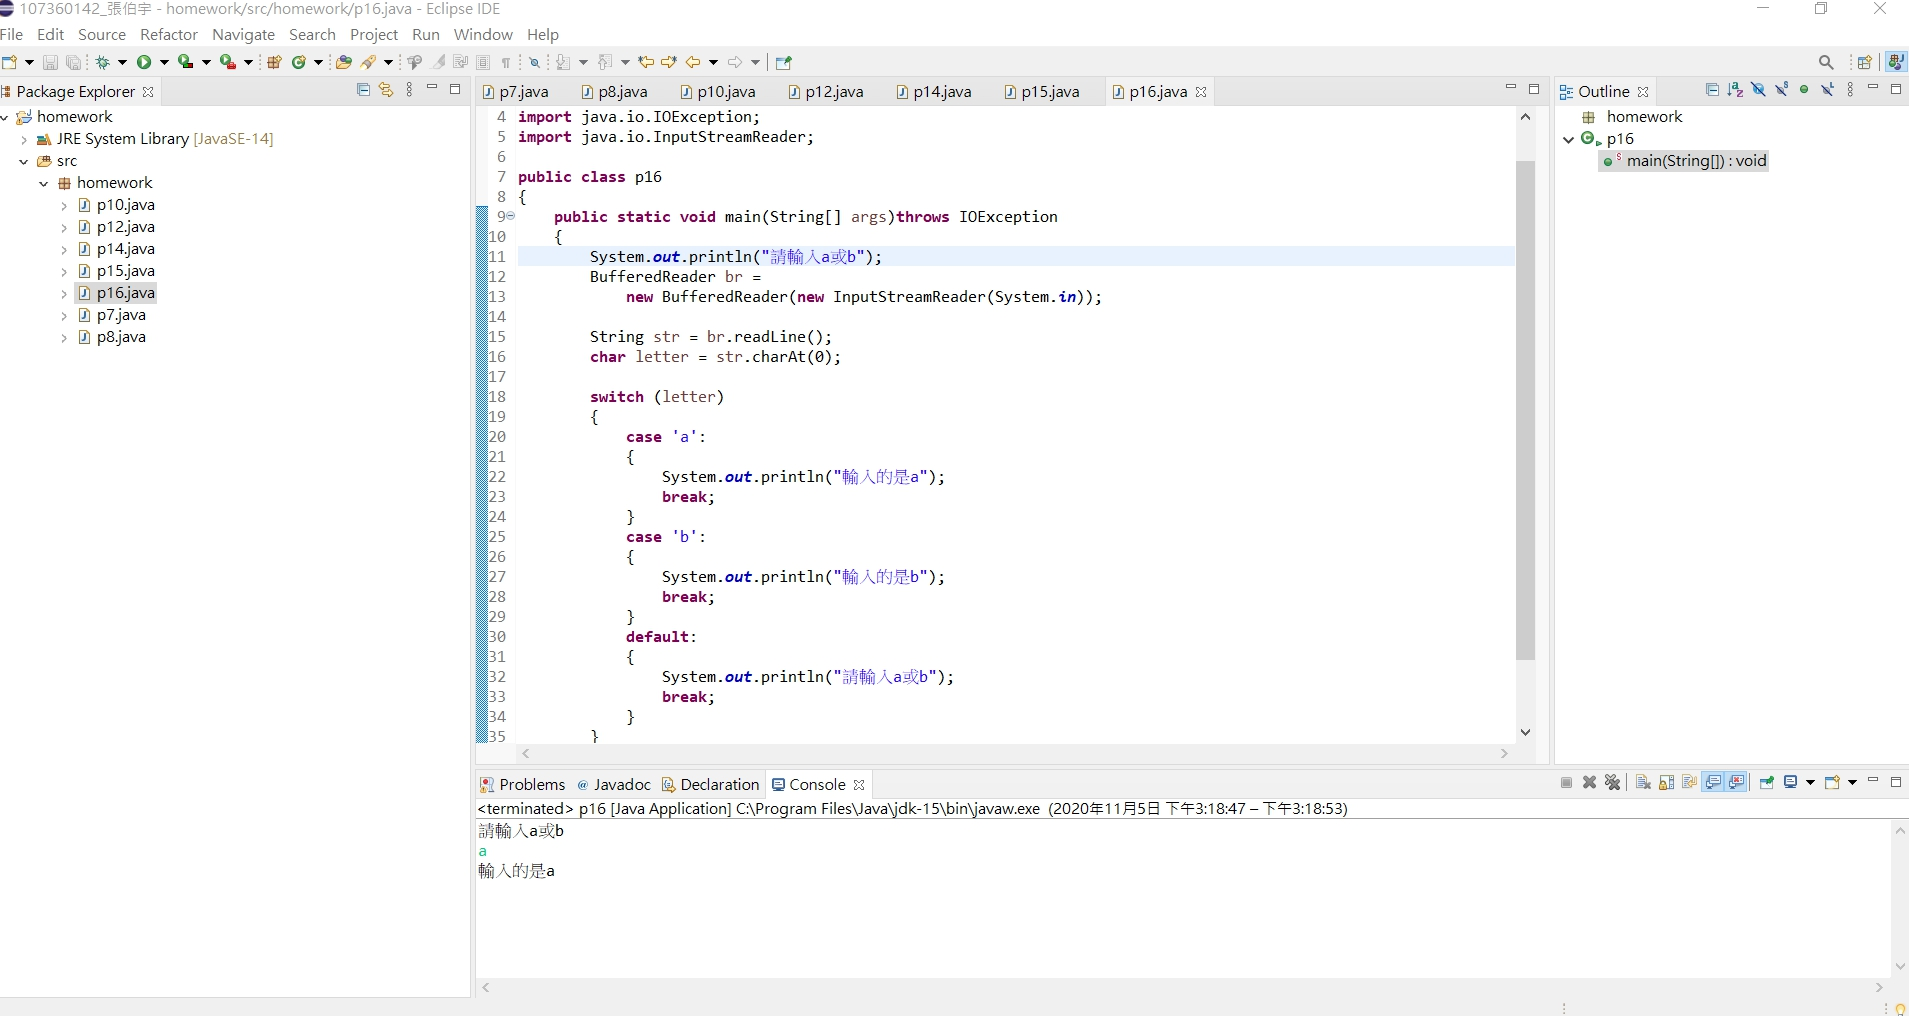 107360142_張伯宇 - homework/src/homework/p16.java - Eclipse IDE
File Edit Source Refactor Navigate Search Project Run Window Help
Package Explorer
homework
JRE System Library [JavaSE-14]
src
homework
p10.java
p12.java
p14.java
p15.java
p16.java
p7.java
p8.java
p7.java p8.java p10.java p12.java p14.java p15.java p16.java
4 import java.io.IOException;
5 import java.io.InputStreamReader;
6
7 public class p16
8 {
9 public static void main(String[] args)throws IOException
10 {
11 System.out.println("請輸入a或b");
12 BufferedReader br =
13 new BufferedReader(new InputStreamReader(System.in));
14
15 String str = br.readLine();
16 char letter = str.charAt(0);
17
18 switch (letter)
19 {
20 case 'a':
21 {
22 System.out.println("輸入的是a");
23 break;
24 }
25 case 'b':
26 {
27 System.out.println("輸入的是b");
28 break;
29 }
30 default:
31 {
32 System.out.println("請輸入a或b");
33 break;
34 }
35 }
Outline
homework
p16
main(String[]) : void
Problems @ Javadoc Declaration Console
<terminated> p16 [Java Application] C:\Program Files\Java\jdk-15\bin\javaw.exe (2020年11月5日 下午3:18:47 – 下午3:18:53)
請輸入a或b
a
輸入的是a